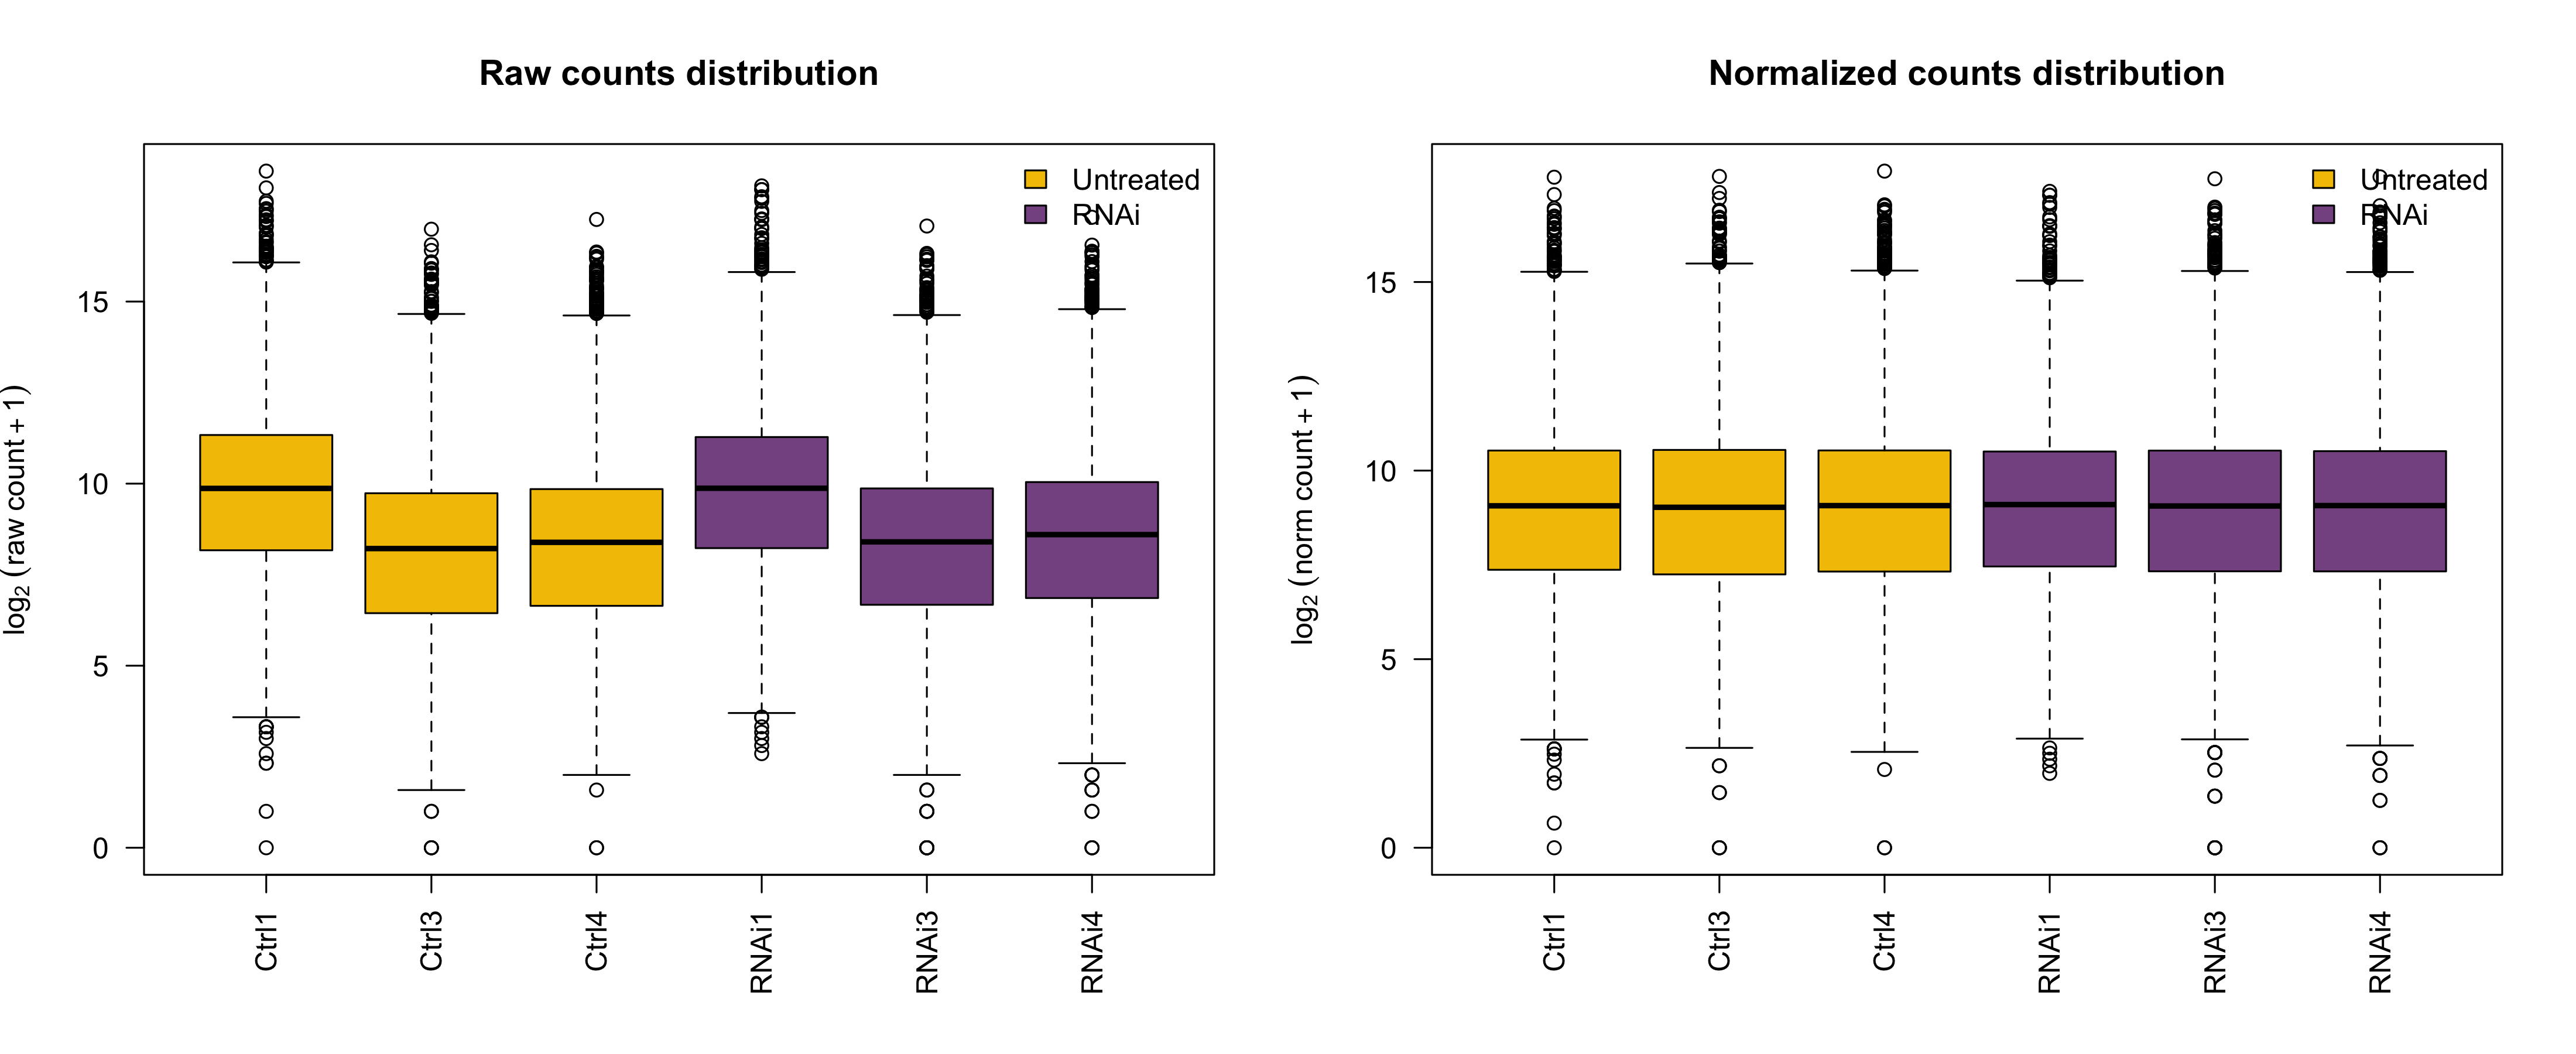 Raw counts distribution
Untreated
RNAi
log2 (raw count + 1)
15
10
5
0
Ctrl1
Ctrl3
Ctrl4
RNAi1
RNAi3
RNAi4
Normalized counts distribution
Untreated
RNAi
log2 (norm count + 1)
15
10
5
0
Ctrl1
Ctrl3
Ctrl4
RNAi1
RNAi3
RNAi4